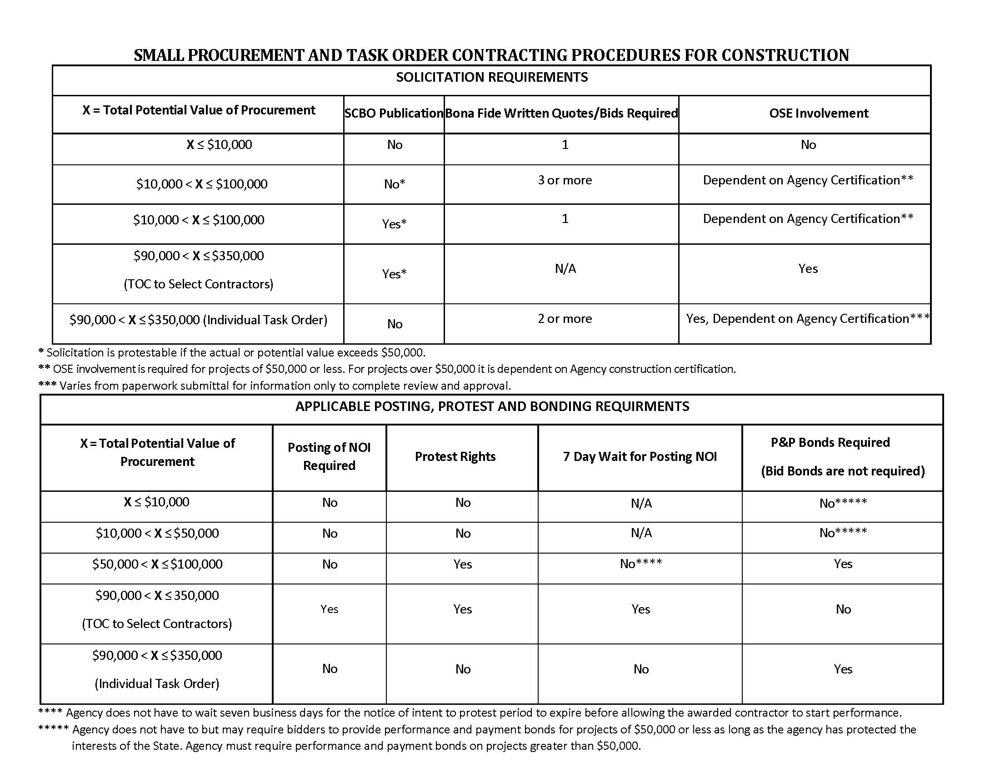 SMALL PROCUREMENT AND TASK ORDER CONTRACTING PROCEDURES FOR CONSTRUCTION
SOLICITATION REQUIREMENTS
X = Total Potential Value of Procurement SCBO Publication Bona Fide Written Quotes/Bids Required OSE Involvement
X ≤ $10,000 No 1 No
$10,000 < X ≤ $100,000 No* 3 or more Dependent on Agency Certification**
$10,000 < X ≤ $100,000 Yes* 1 Dependent on Agency Certification**
$90,000 < X ≤ $350,000
(TOC to Select Contractors) Yes* N/A Yes
$90,000 < X ≤ $350,000 (Individual Task Order) No 2 or more Yes, Dependent on Agency Certification***
* Solicitation is protestable if the actual or potential value exceeds $50,000.
** OSE involvement is required for projects of $50,000 or less. For projects over $50,000 it is dependent on Agency construction certification.
*** Varies from paperwork submittal for information only to complete review and approval.
APPLICABLE POSTING, PROTEST AND BONDING REQUIRMENTS
X = Total Potential Value of
Procurement
Posting of NOI
Required
Protest Rights
7 Day Wait for Posting NOI
P&P Bonds Required
(Bid Bonds are not required)
X ≤ $10,000 No No N/A No*****
$10,000 < X ≤ $50,000 No No N/A No*****
$50,000 < X ≤ $100,000 No Yes No**** Yes
$90,000 < X ≤ 350,000
(TOC to Select Contractors) Yes Yes Yes No
$90,000 < X ≤ $350,000
(Individual Task Order) No No No Yes
**** Agency does not have to wait seven business days for the notice of intent to protest period to expire before allowing the awarded contractor to start performance.
***** Agency does not have to but may require bidders to provide performance and payment bonds for projects of $50,000 or less as long as the agency has protected the
interests of the State. Agency must require performance and payment bonds on projects greater than $50,000.